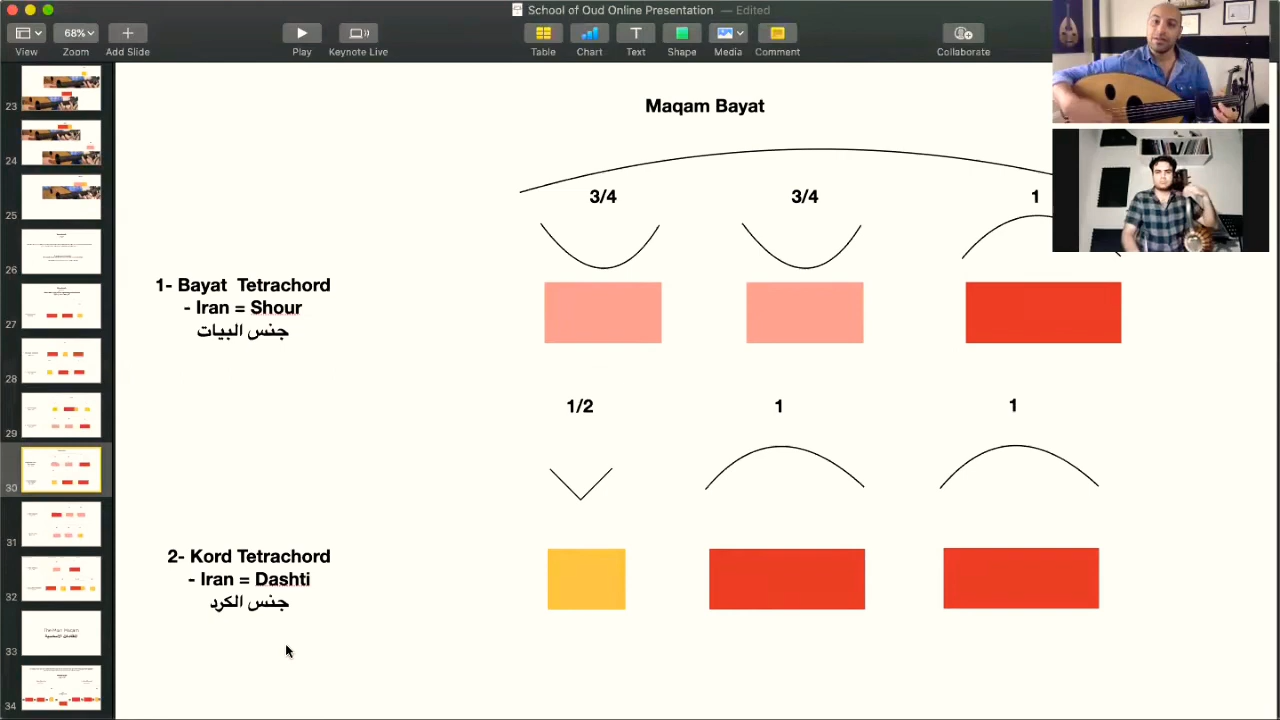 School of Oud Online Presentation — Edited
68%
View
Zoom
Add Slide
Play
Keynote Live
Table
Chart
Text
Shape
Media
Comment
Collaborate
23
24
25
26
27
28
29
30
31
32
33
34
Maqam Bayat
3/4
3/4
1
1- Bayat Tetrachord
- Iran = Shour
جنس البيات
1/2
1
1
2- Kord Tetrachord
- Iran = Dashti
جنس الكرد